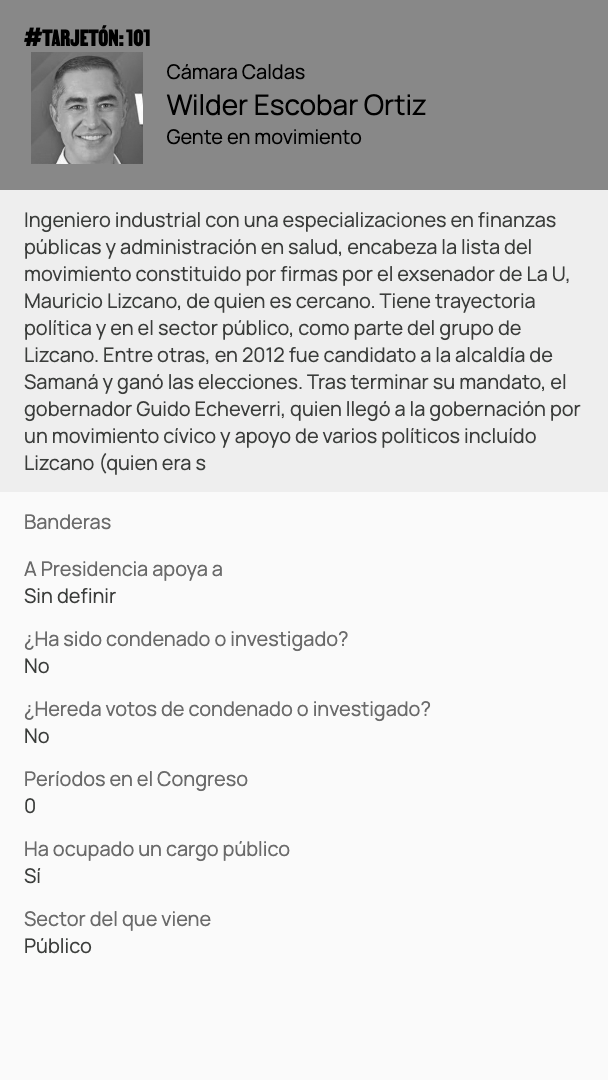 #TARJETÓN: 101
Cámara Caldas
Wilder Escobar Ortiz
Gente en movimiento
Ingeniero industrial con una especializaciones en finanzas
públicas y administración en salud, encabeza la lista del
movimiento constituido por firmas por el exsenador de La U,
Mauricio Lizcano, de quien es cercano. Tiene trayectoria
política y en el sector público, como parte del grupo de
Lizcano. Entre otras, en 2012 fue candidato a la alcaldía de
Samaná y ganó las elecciones. Tras terminar su mandato, el
gobernador Guido Echeverri, quien llegó a la gobernación por
un movimiento cívico y apoyo de varios políticos incluído
Lizcano (quien era s
Banderas
A Presidencia apoya a
Sin definir
¿Ha sido condenado o investigado?
No
¿Hereda votos de condenado o investigado?
No
Períodos en el Congreso
0
Ha ocupado un cargo público
Sí
Sector del que viene
Público